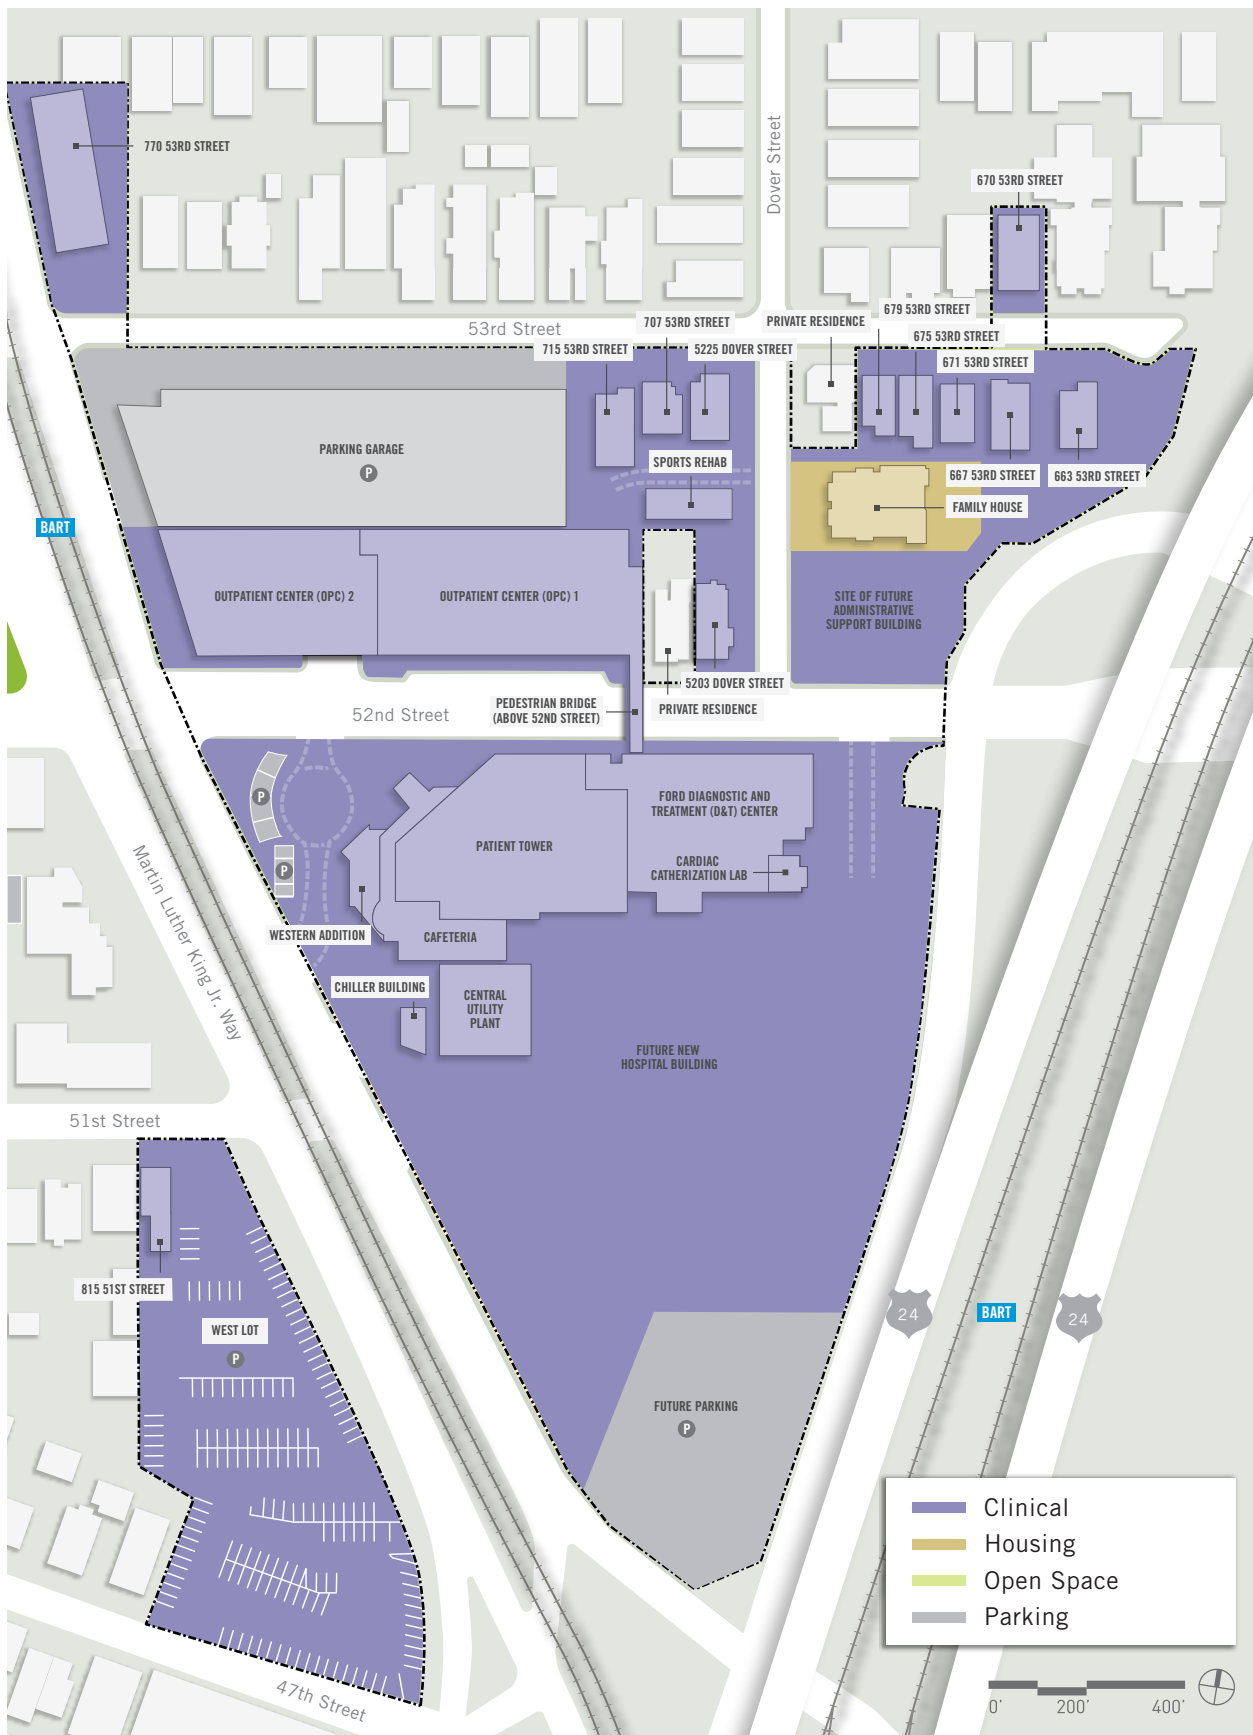 770 53RD STREET
Dover Street
670 53RD STREET
679 53RD STREET
707 53RD STREET
PRIVATE RESIDENCE
53rd Street
675 53RD STREET
715 53RD STREET
5225 DOVER STREET
671 53RD STREET
PARKING GARAGE
P
SPORTS REHAB
667 53RD STREET
663 53RD STREET
FAMILY HOUSE
BART
OUTPATIENT CENTER (OPC) 2
OUTPATIENT CENTER (OPC) 1
SITE OF FUTURE
ADMINISTRATIVE
SUPPORT BUILDING
5203 DOVER STREET
PEDESTRIAN BRIDGE
(ABOVE 52ND STREET)
PRIVATE RESIDENCE
52nd Street
P
FORD DIAGNOSTIC AND
TREATMENT (D&T) CENTER
PATIENT TOWER
P
CARDIAC
CATHERIZATION LAB
WESTERN ADDITION
CAFETERIA
Martin Luther King Jr. Way
CHILLER BUILDING
CENTRAL
UTILITY
PLANT
FUTURE NEW
HOSPITAL BUILDING
51st Street
815 51ST STREET
WEST LOT
P
24
BART
24
FUTURE PARKING
P
Clinical
Housing
Open Space
Parking
47th Street
0'
200'
400'